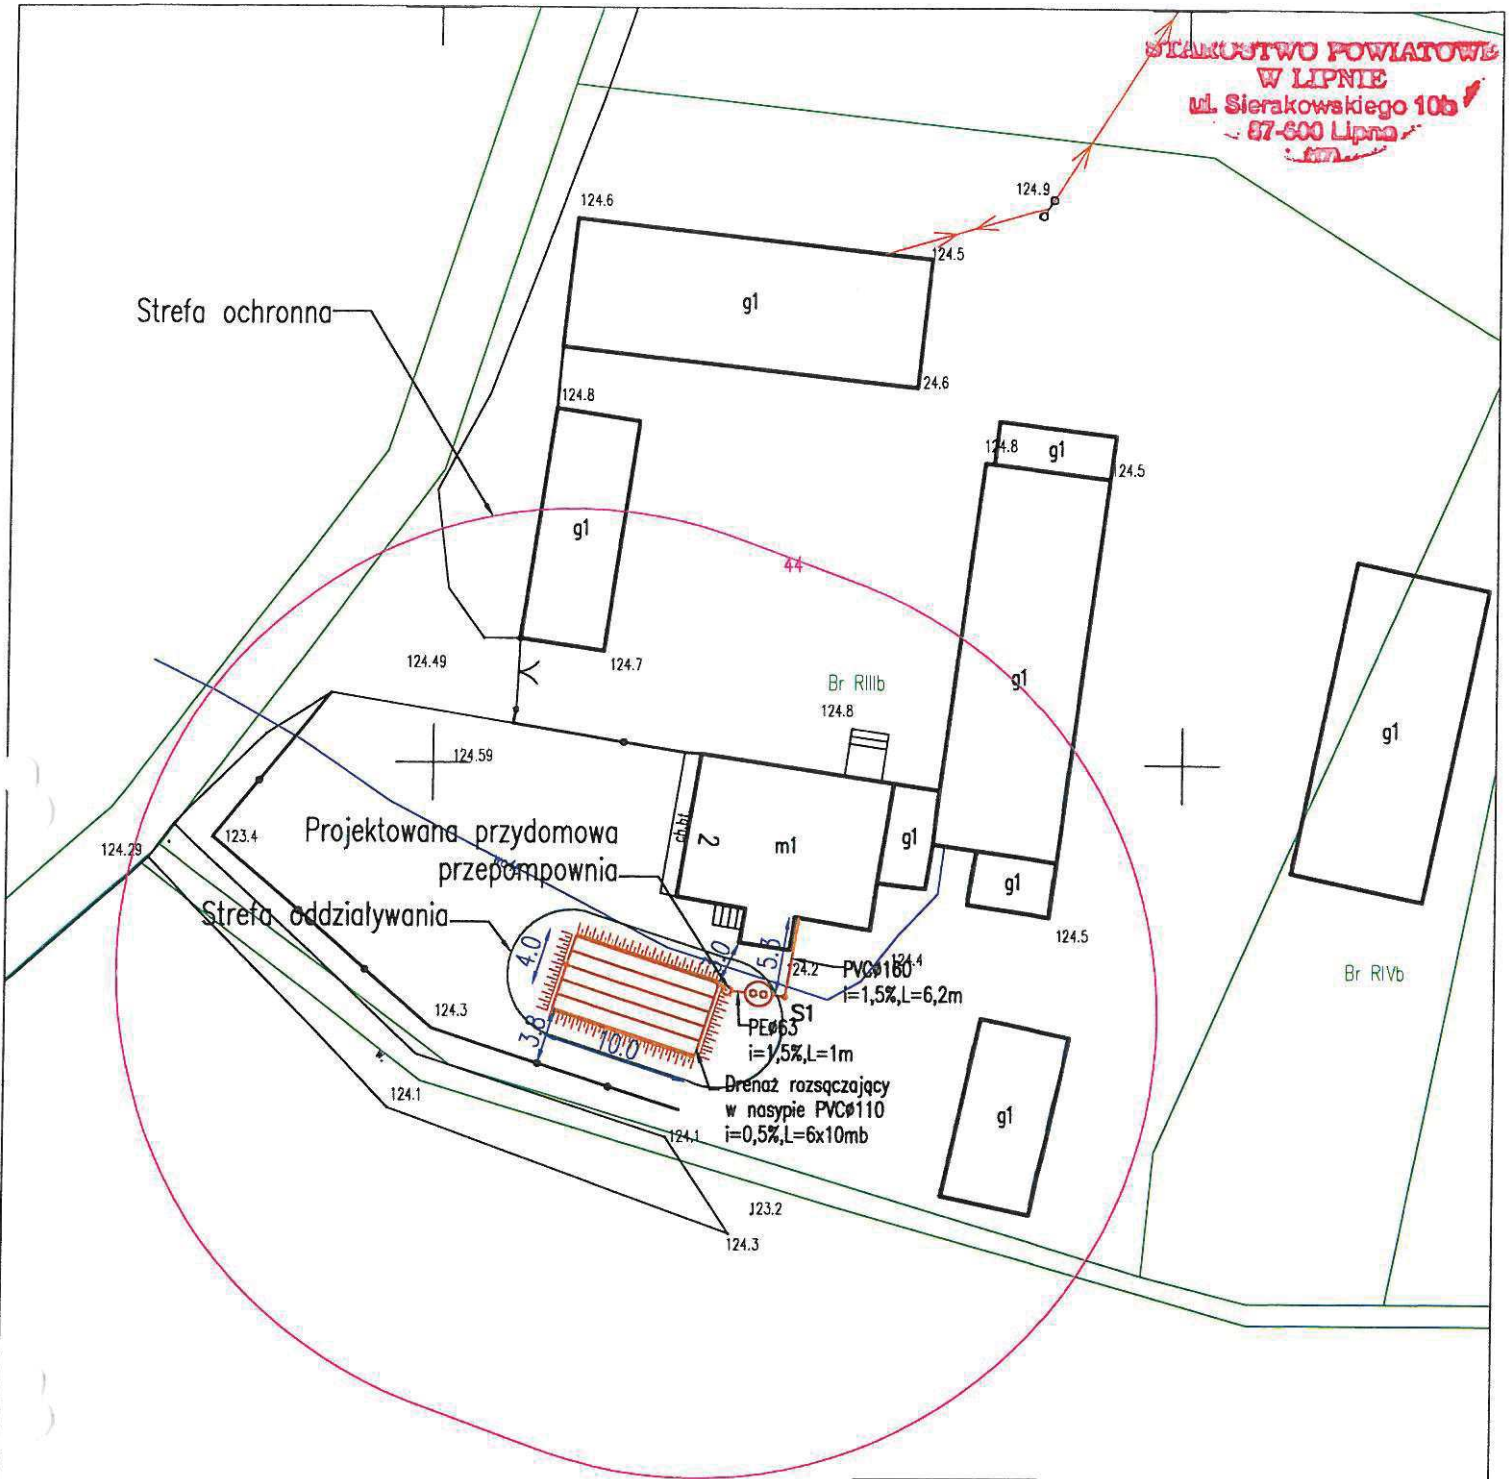 STAROSTWO POWIATOWE
W LIPNIE
ul. Sierakowskiego 10b
87-600 Lipno
124.9
124.6
124.5
g1
Strefa ochronna
24.6
124.8
124.8
g1
124.5
g1
44
124.49
124.7
Br RIIIb
124.8
g1
g1
124.59
ch.bt
2
m1
g1
Projektowana przydomowa
przepompownia
123.4
124.29
g1
Strefa oddziaływania
124.5
4.0
5.3
124.2
PVCø160
124.4
i=1,5%,L=6,2m
Br RIVb
S1
124.3
3.8
10.0
PEø63
i=1,5%,L=1m
Drenaż rozsączający
w nasypie PVCø110
i=0,5%,L=6x10mb
124.1
124.1
g1
123.2
124.3